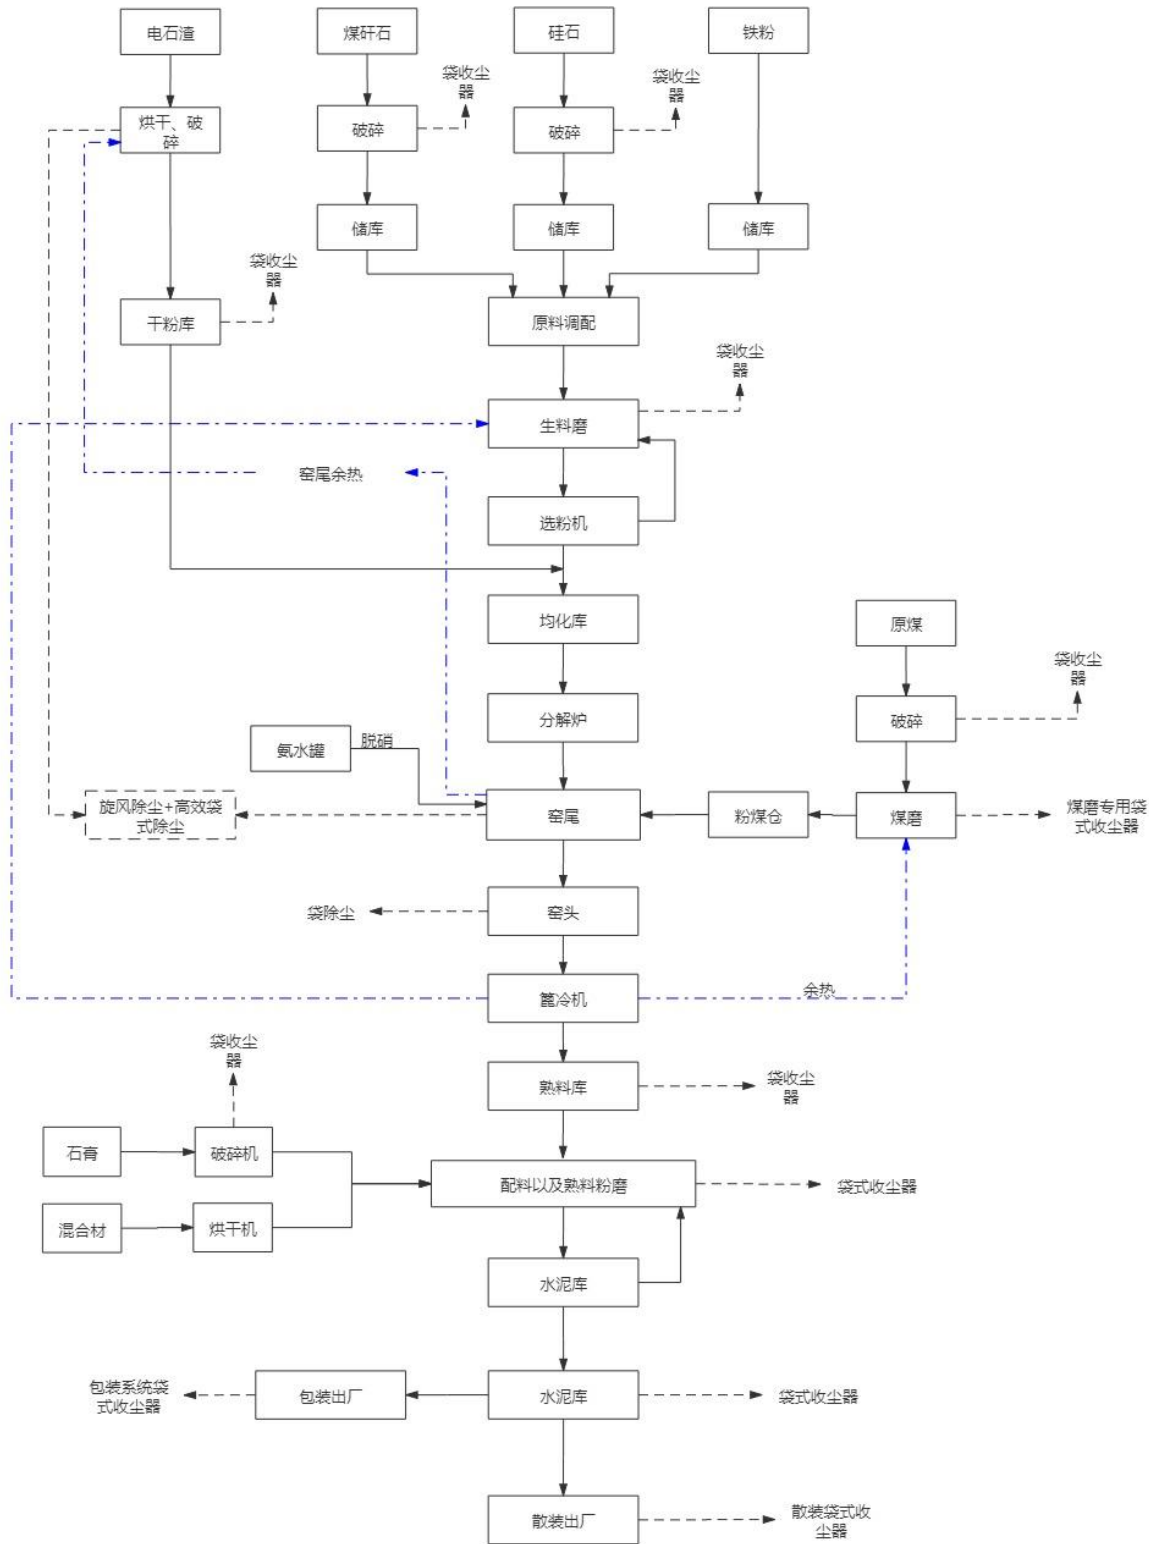 电石渣
煤矸石
硅石
铁粉
袋收尘
器
袋收尘
器
烘干、破
碎
破碎
破碎
储库
储库
储库
袋收尘
器
干粉库
原料调配
袋收尘
器
生料磨
窑尾余热
选粉机
均化库
原煤
袋收尘
器
分解炉
破碎
氨水罐
脱硝
旋风除尘+高效袋
式除尘
窑尾
粉煤仓
煤磨
煤磨专用袋
式收尘器
袋除尘
窑头
篦冷机
余热
袋收尘
器
熟料库
袋收尘
器
石膏
破碎机
配料以及熟料粉磨
袋式收尘器
混合材
烘干机
水泥库
包装系统袋
式收尘器
包装出厂
水泥库
袋式收尘器
散装出厂
散装袋式收
尘器